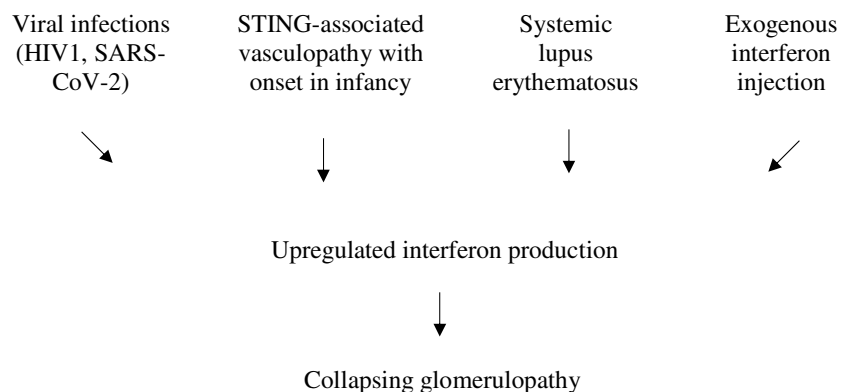 Viral infections
(HIV1, SARS-
CoV-2)
STING-associated
vasculopathy with
onset in infancy
Systemic
lupus
erythematosus
Exogenous
interferon
injection
Upregulated interferon production
Collapsing glomerulopathy